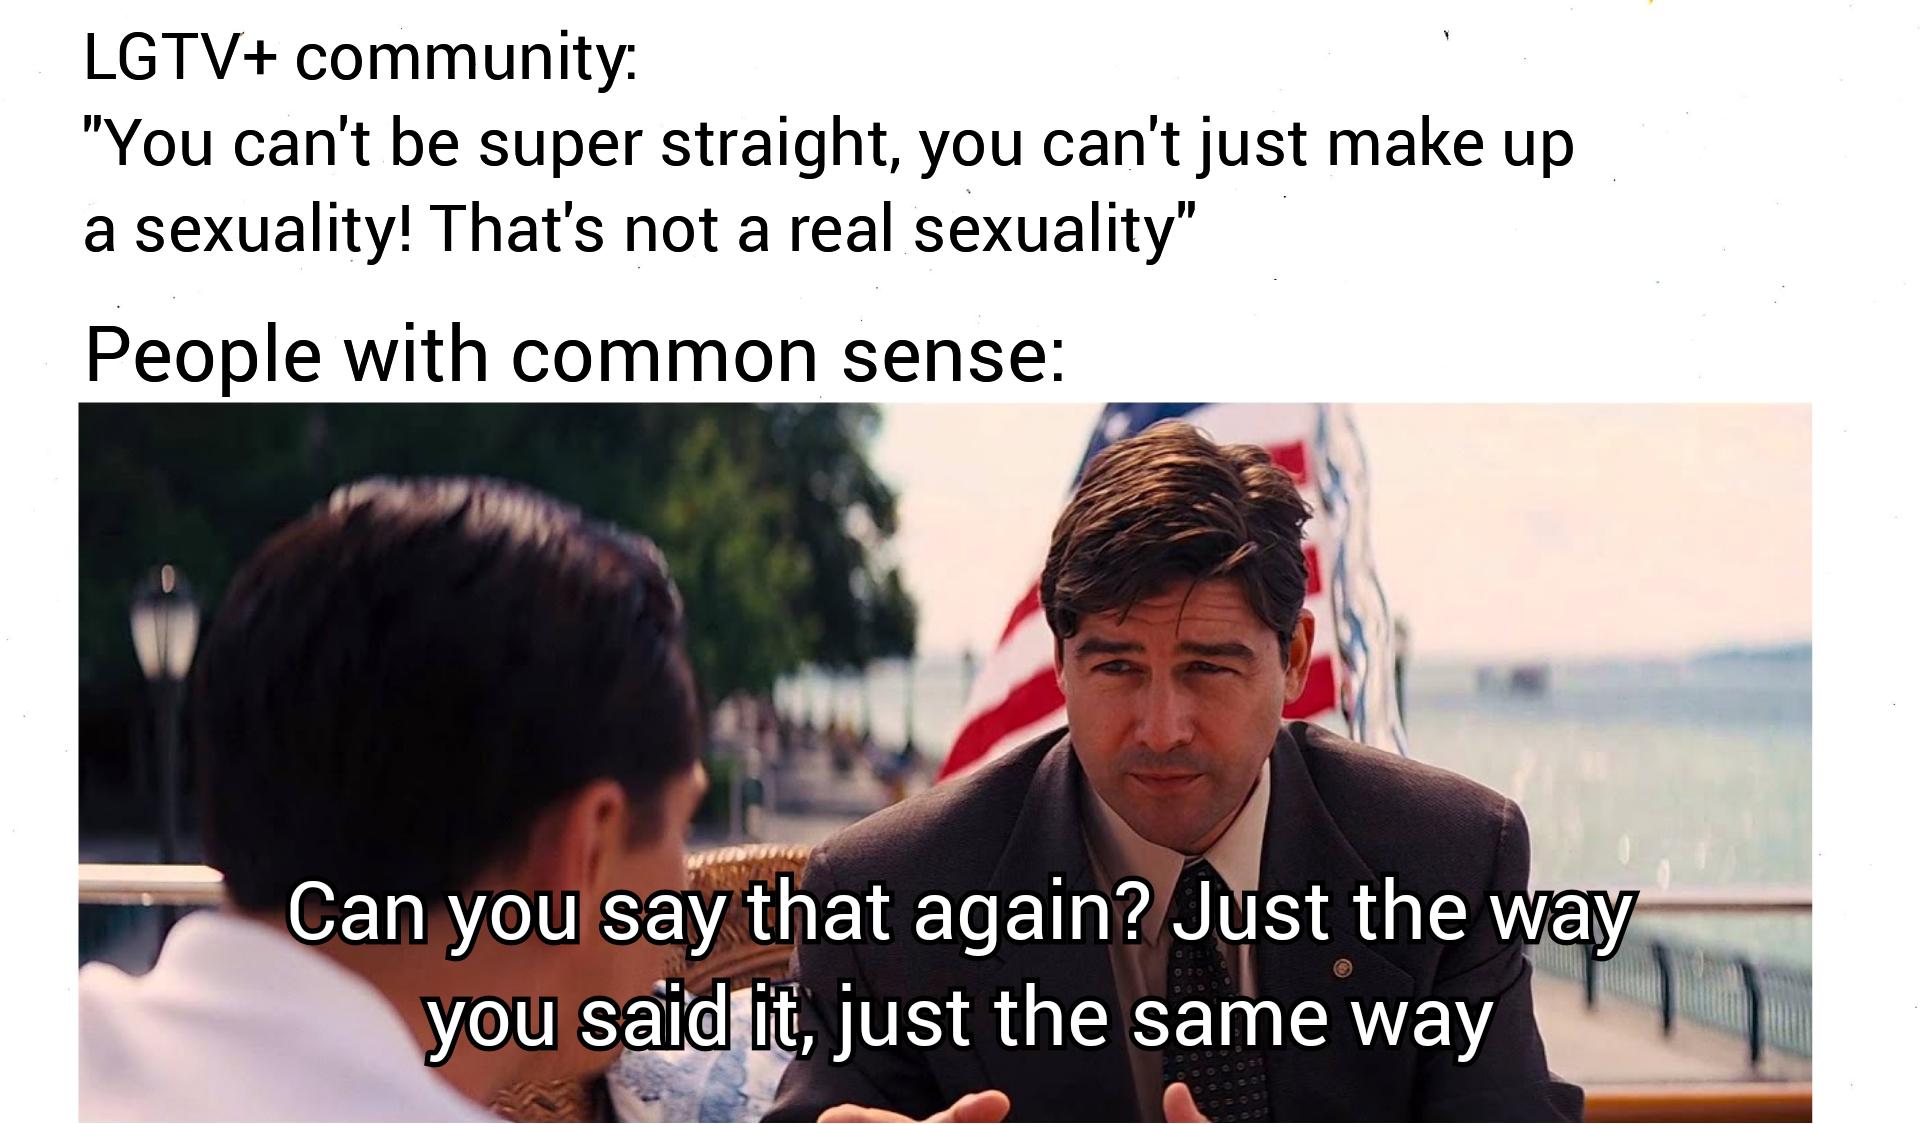 LGTV+ community:
"You can't be super straight, you can't just make up
a sexuality! That's not a real sexuality"
People with common sense:
Can you say that again? Just the way
you said it, just the same way